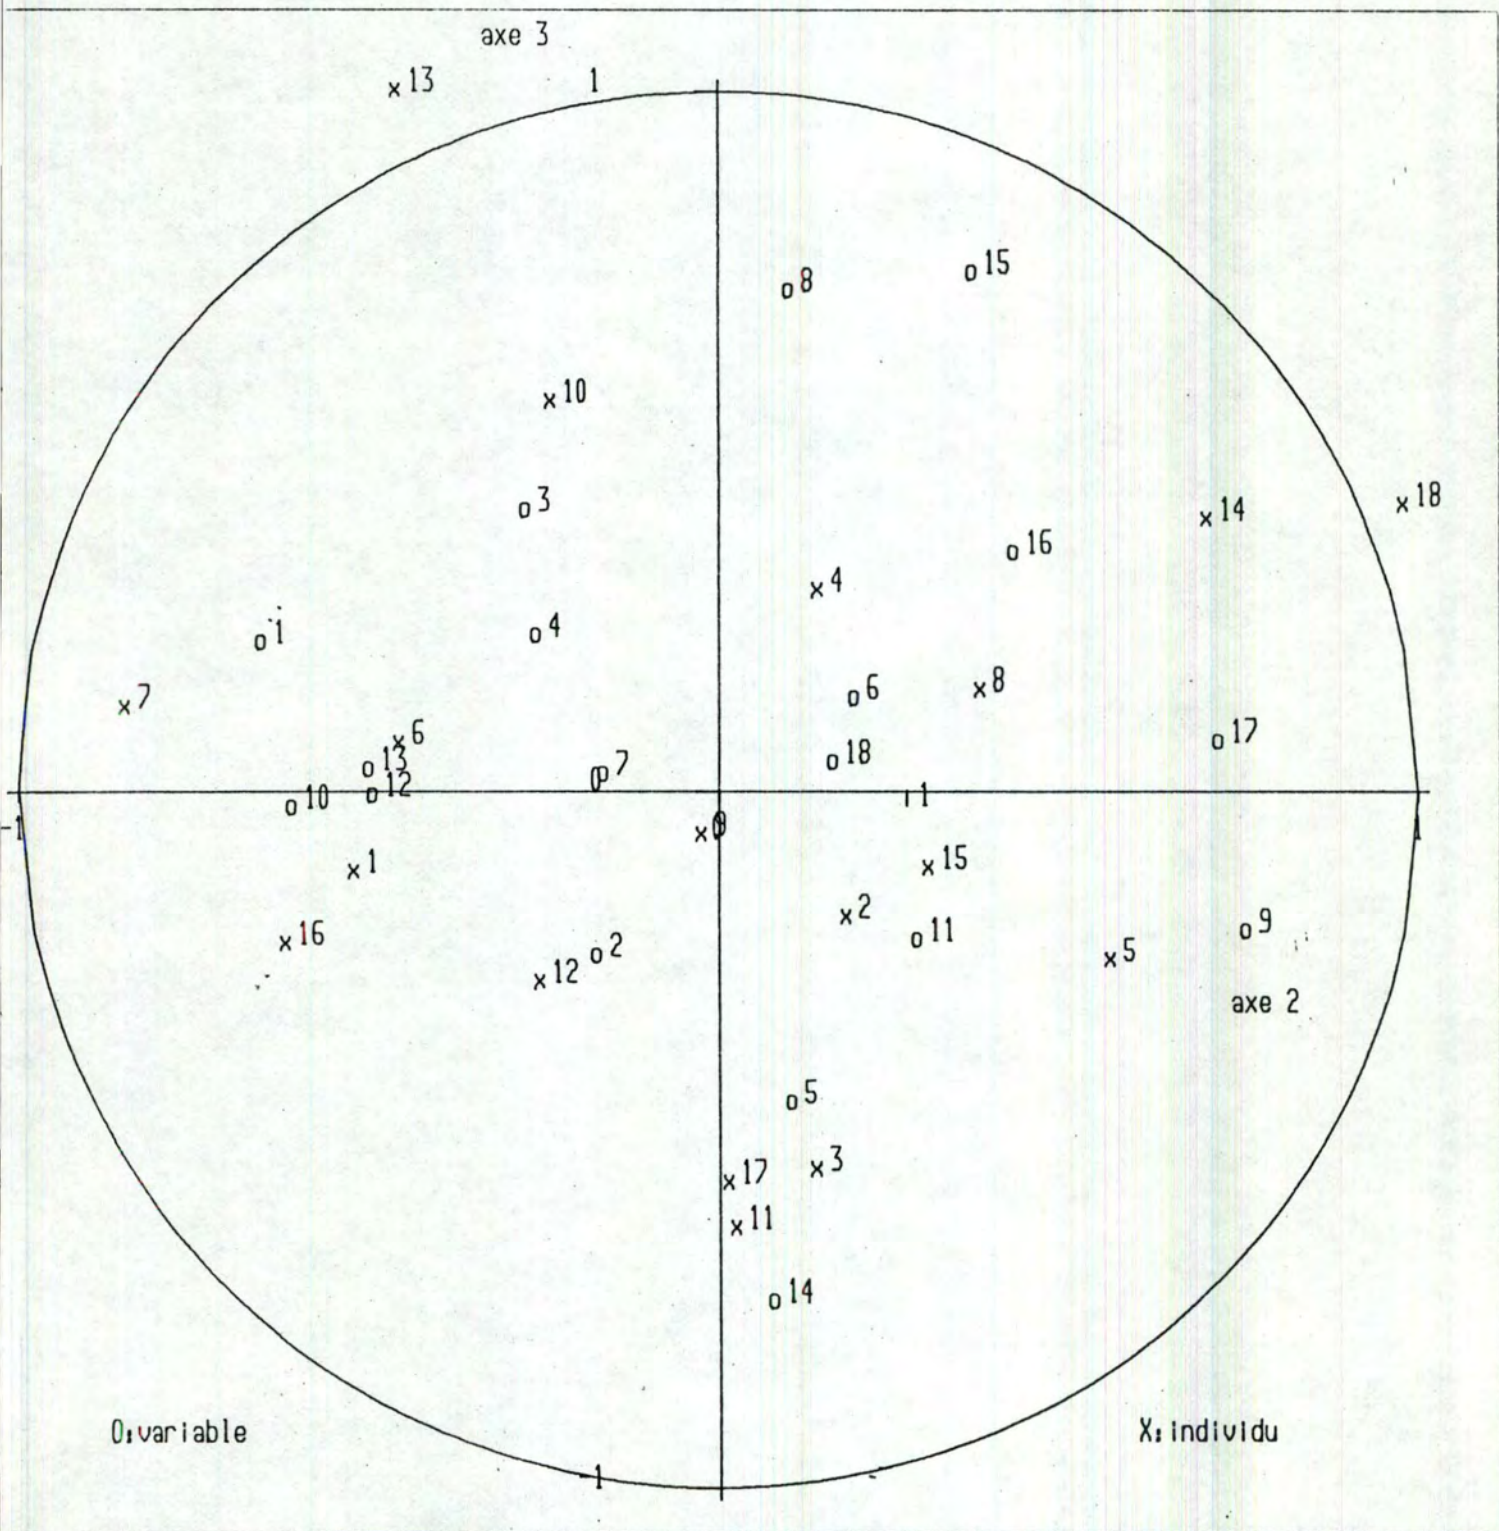 axe 3
x 13
1
o 8
o 15
x 10
o 3
x 14
x 18
o 16
x 4
o 1
o 4
x 7
o 6
x 8
x 6
o 17
o 13
o 7
o 18
0
o 12
o 10
1
-1
x
1
x 1
x 15
x 2
o 11
o 9
x 16
o 2
x 12
x 5
axe 2
o 5
x 3
x 17
x 11
o 14
O:variable
X:individu
-1